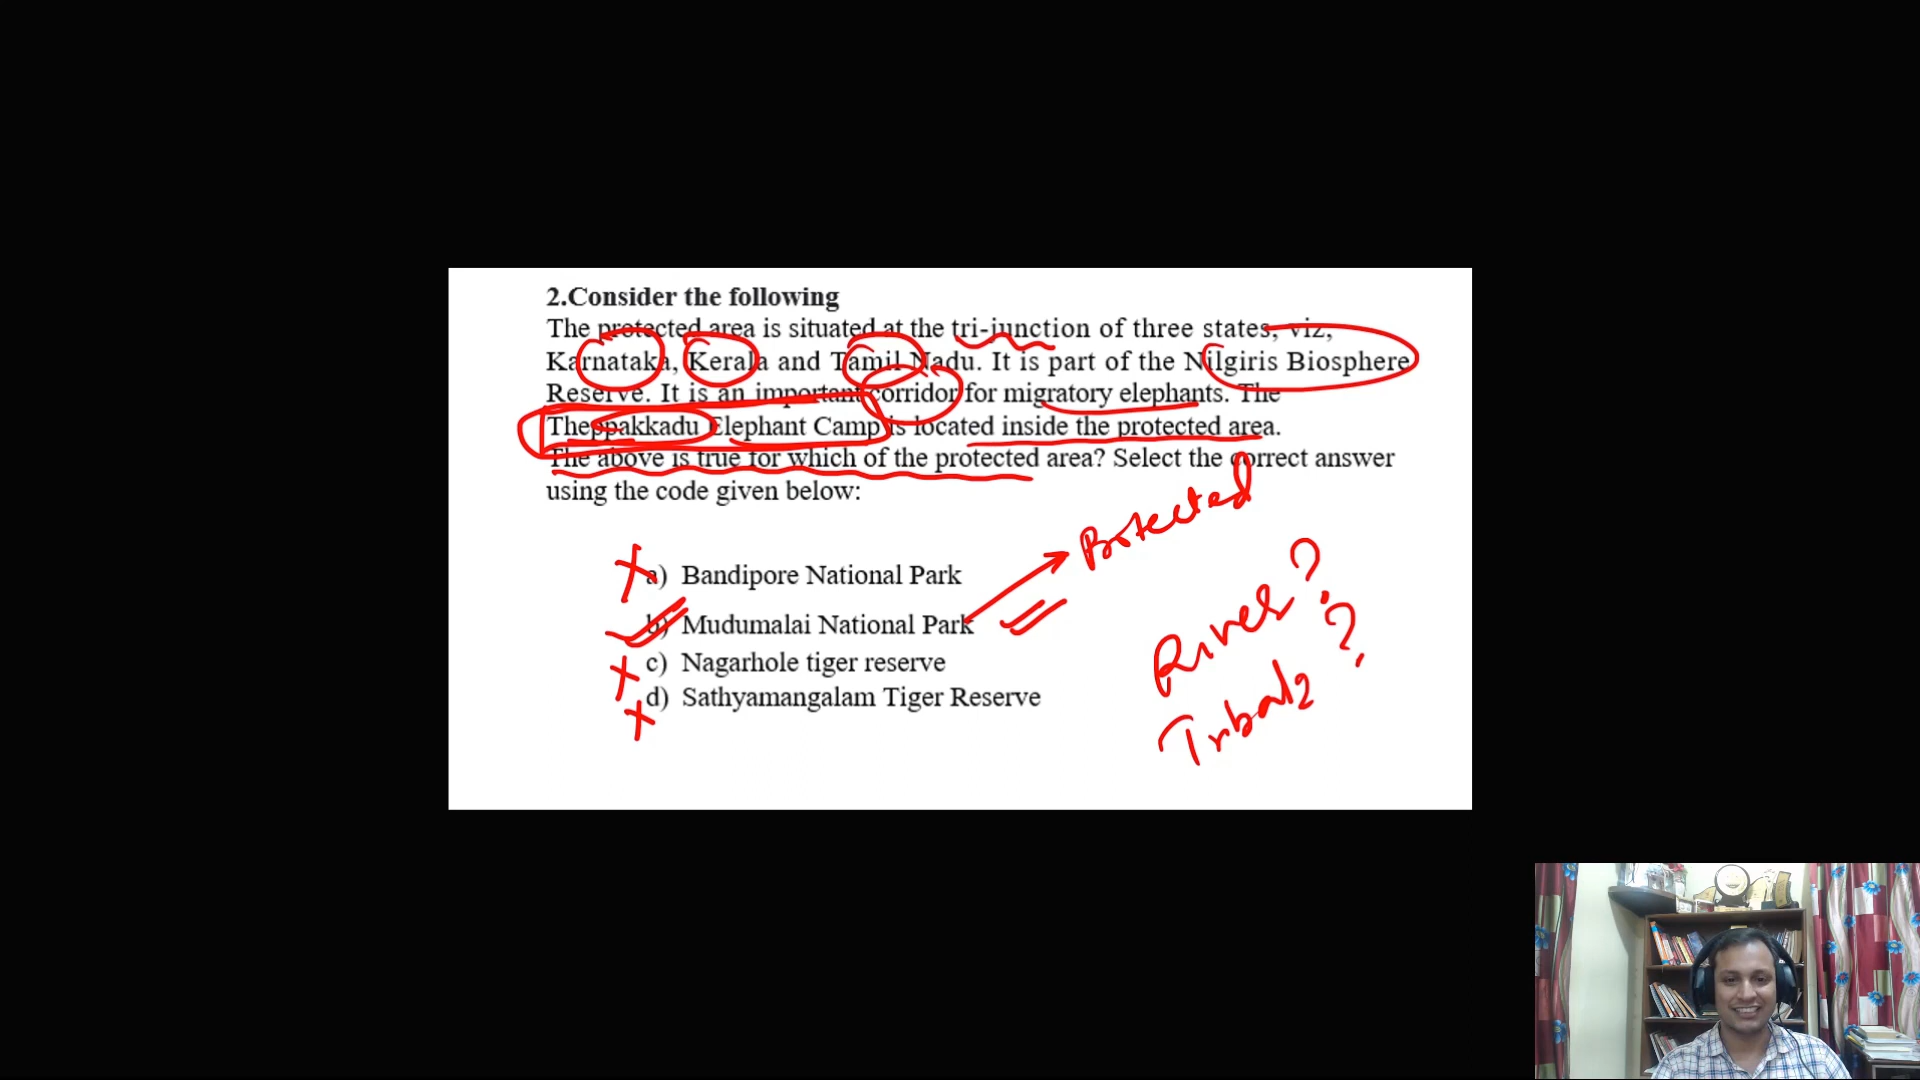 2.Consider the following
The protected area is situated at the tri-junction of three states, viz,
Karnataka, Kerala and Tamil Nadu. It is part of the Nilgiris Biosphere
Reserve. It is an important corridor for migratory elephants. The
Theppakkadu Elephant Camp is located inside the protected area.
The above is true for which of the protected area? Select the correct answer
using the code given below:
Protected
a) Bandipore National Park
b) Mudumalai National Park
c) Nagarhole tiger reserve
d) Sathyamangalam Tiger Reserve
River?
Tribals?